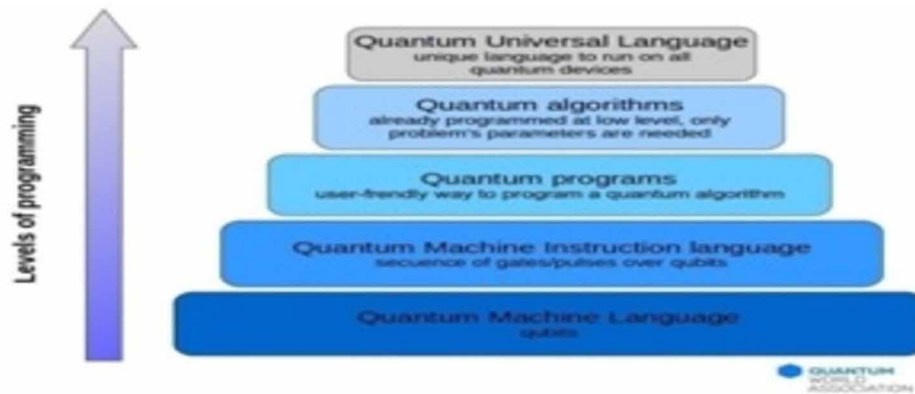 Levels of programming
Quantum Universal Language
unique language to run on all
quantum devices
Quantum algorithms
already programmed at low level, only
problem's parameters are needed
Quantum programs
user-friendly way to program a quantum algorithm
Quantum Machine Instruction language
secuence of gates/pulses over qubits
Quantum Machine Language
qubits
QUANTUM
WORLD
ASSOCIATION